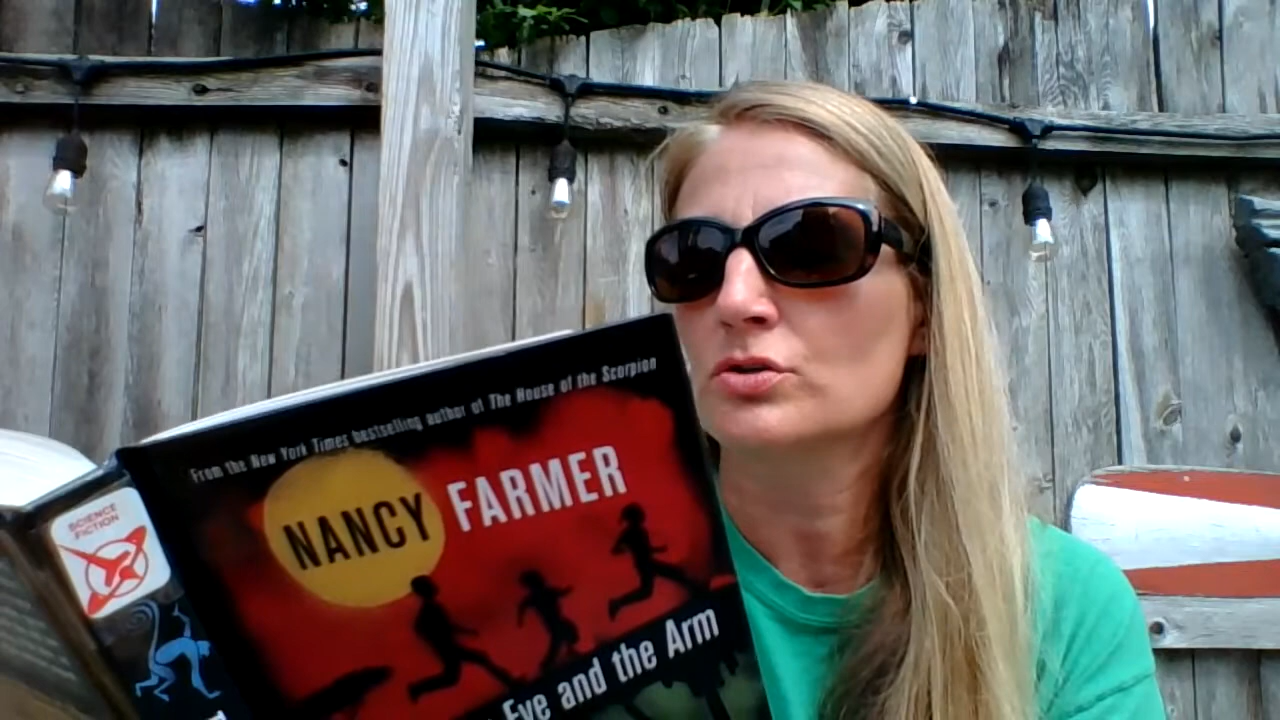 From the New York Times bestselling author of The House of the Scorpion
NANCY FARMER
Eye and the Arm
SCIENCE
FICTION